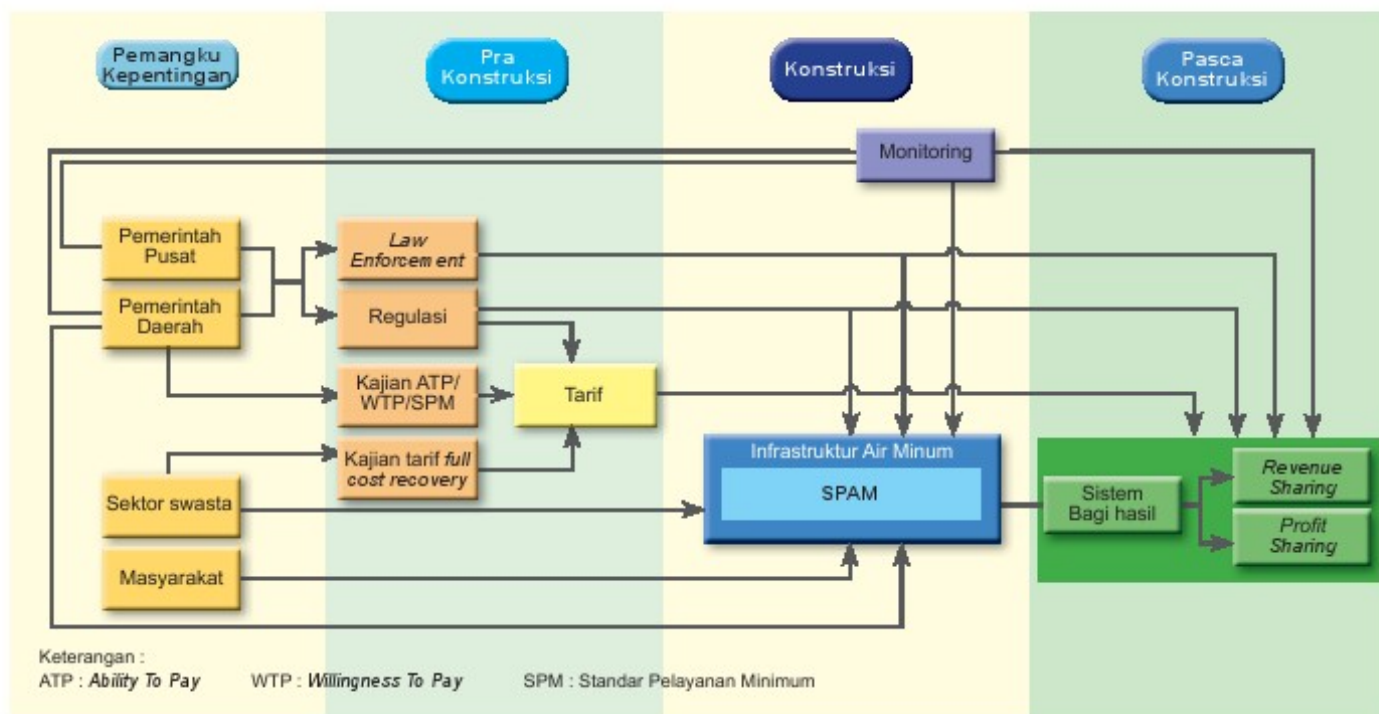 Pemangku
Kepentingan
Pra
Konstruksi
Konstruksi
Pasca
Konstruksi
Monitoring
Pemerintah
Pusat
Pemerintah
Daerah
Law
Enforcement
Regulasi
Kajian ATP/
WTP/SPM
Tarif
Kajian tarif full
cost recovery
Sektor swasta
Masyarakat
Infrastruktur Air Minum
SPAM
Sistem
Bagi hasil
Revenue
Sharing
Profit
Sharing
Keterangan :
ATP : Ability To Pay WTP : Willingness To Pay SPM : Standar Pelayanan Minimum